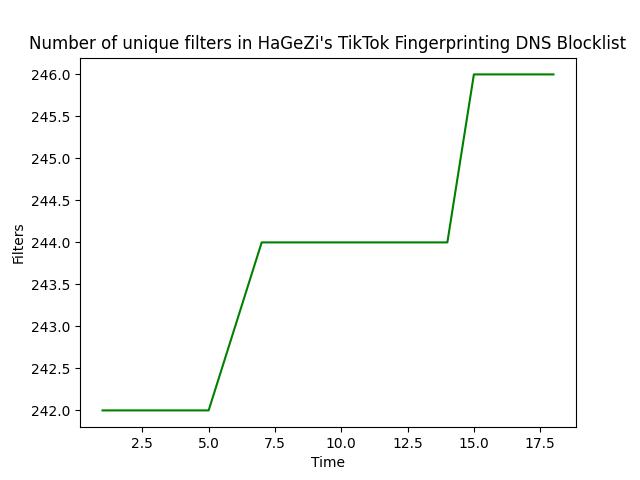 Number of unique filters in HaGeZi's TikTok Fingerprinting DNS Blocklist
246.0
245.5
245.0
244.5
244.0
243.5
243.0
242.5
242.0
Filters
2.5 5.0 7.5 10.0 12.5 15.0 17.5
Time